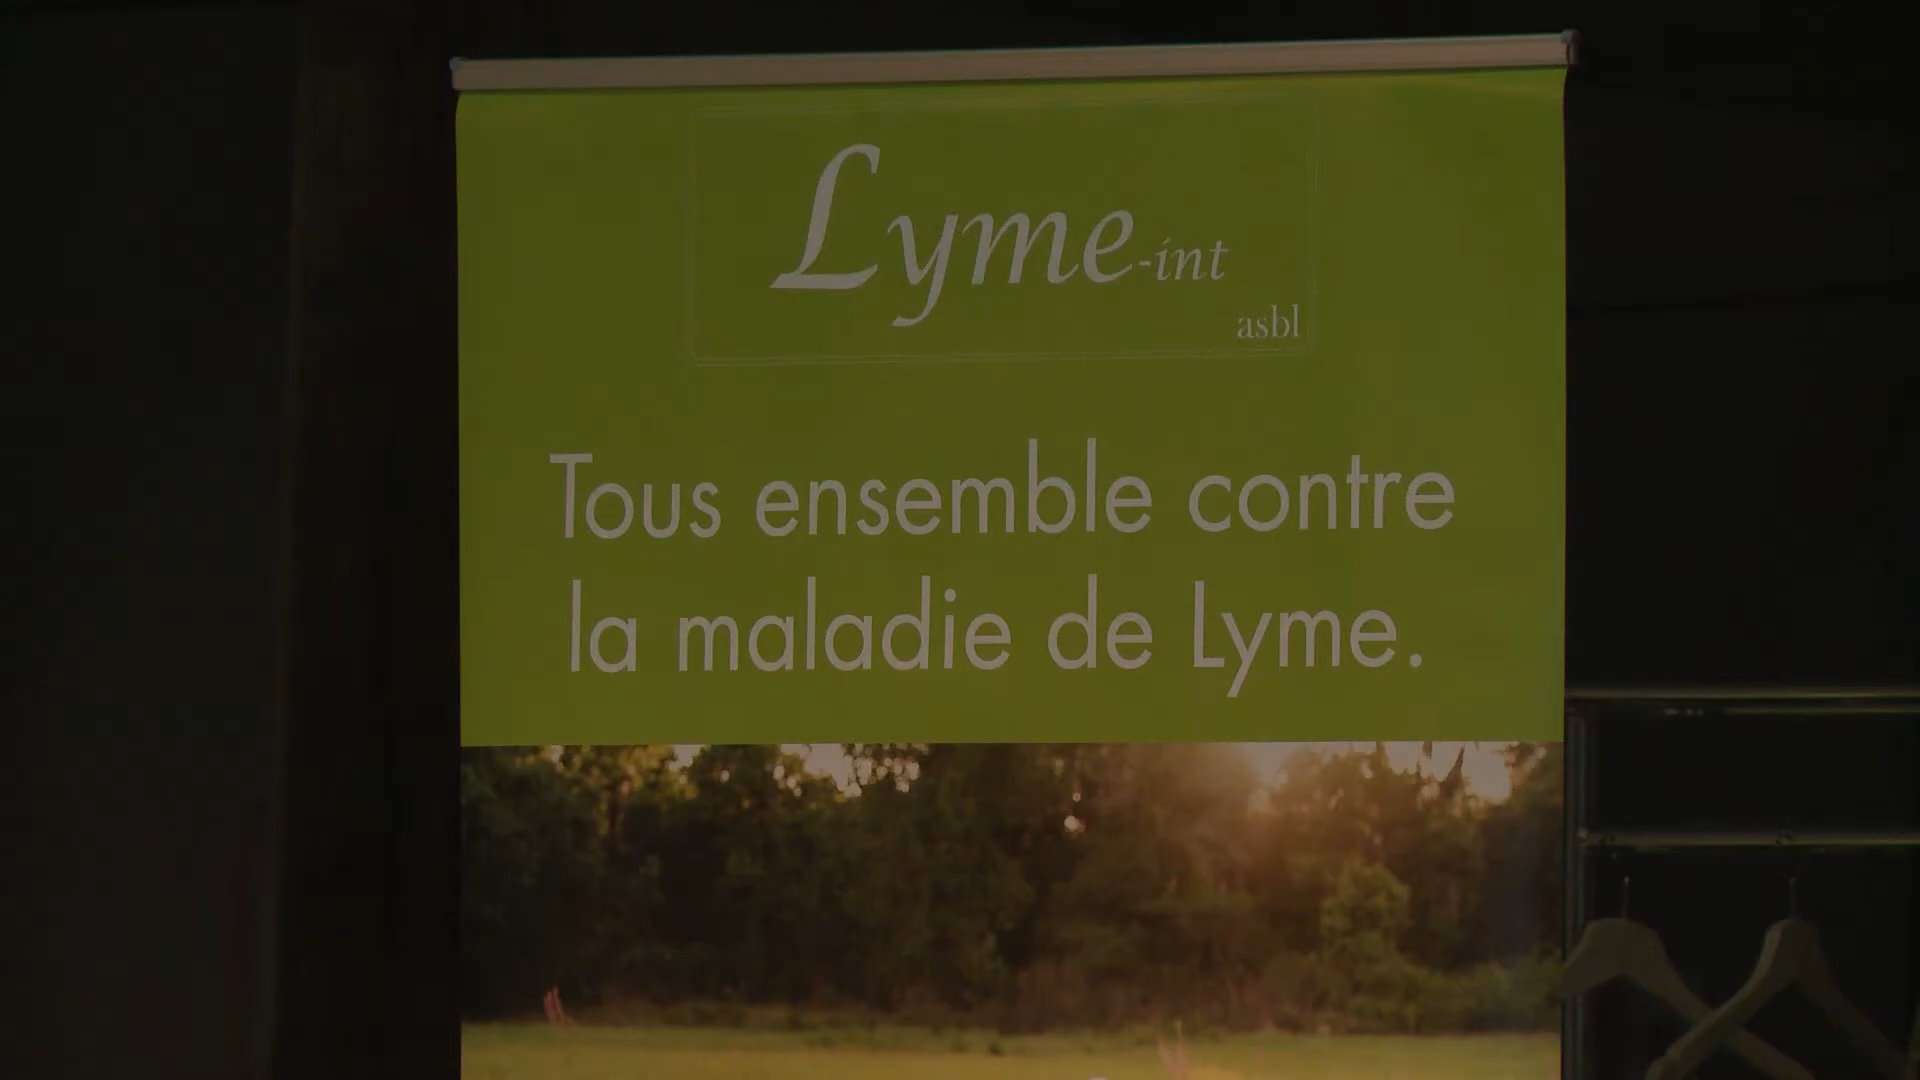 Lyme-int
asbl
Tous ensemble contre
la maladie de Lyme.